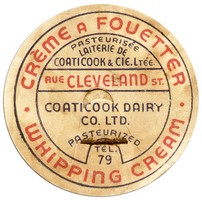 CRÈME A FOUETTER
PASTEURISÉE
LAITERIE DE
COATICOOK & CIE. LTÉE.
RUE CLEVELAND ST.
COATICOOK DAIRY
CO. LTD.
PASTEURIZED
TEL.
79
WHIPPING CREAM